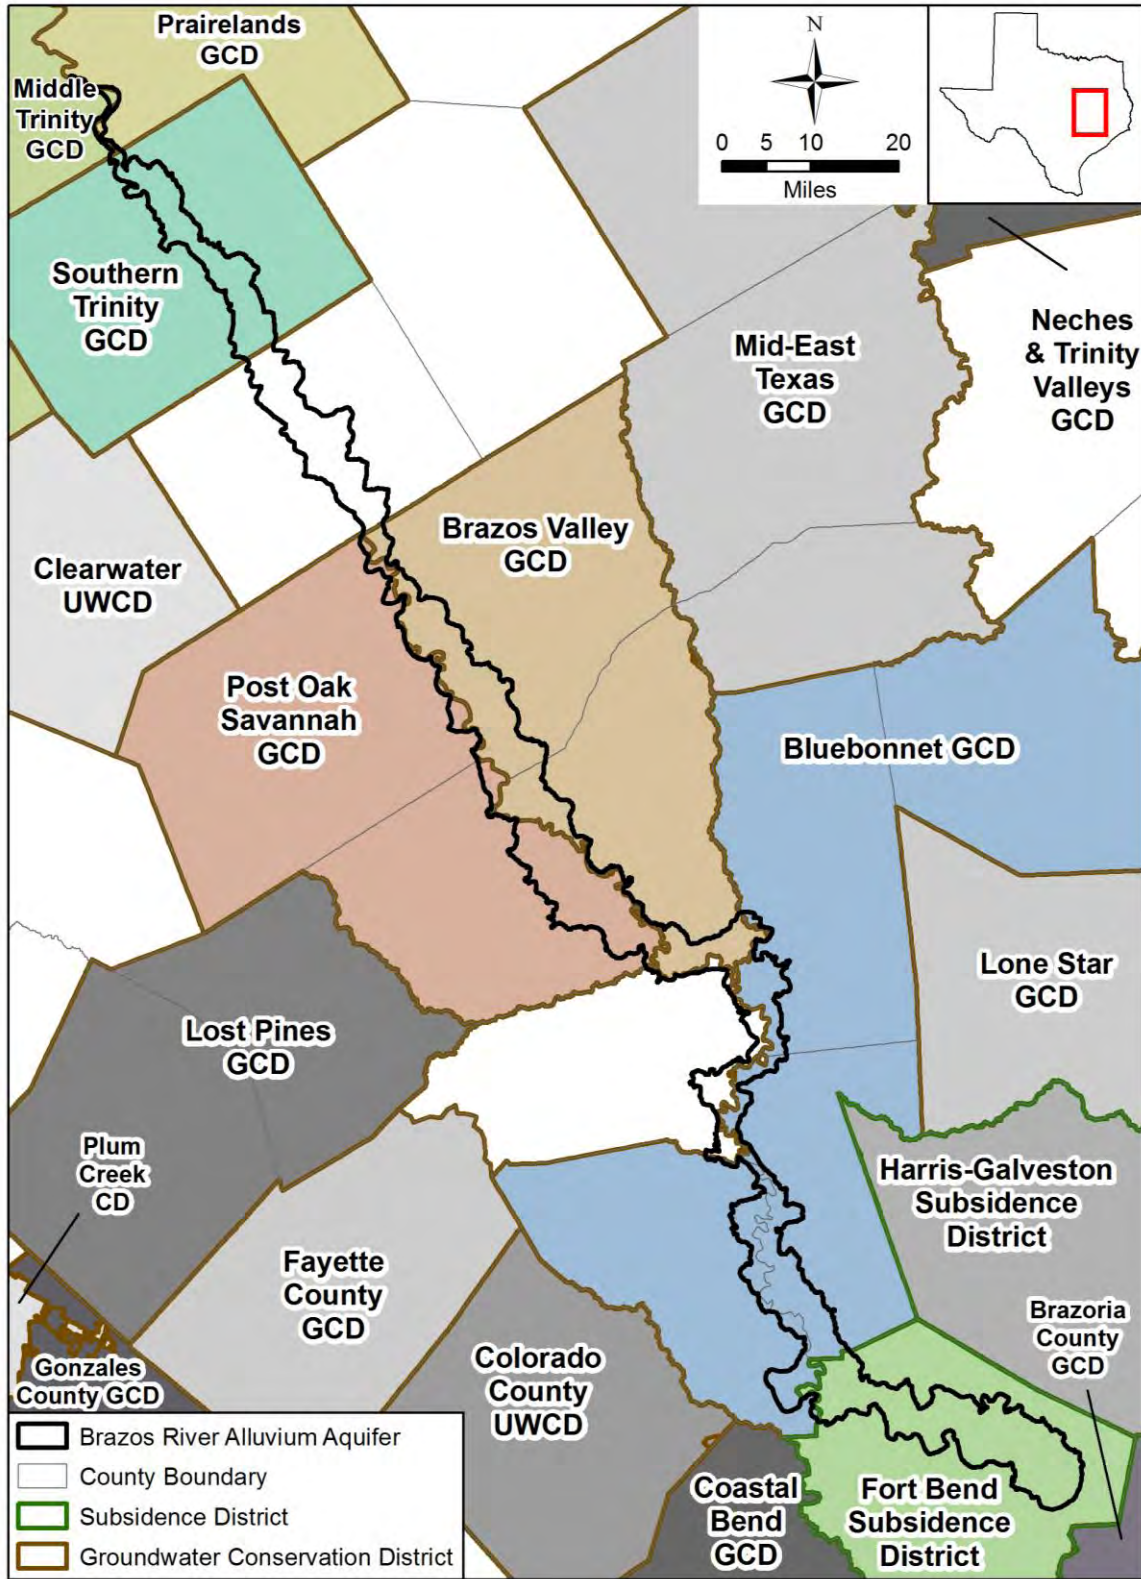 Prairelands
GCD
N
Middle
Trinity
GCD
0 5 10 20
Miles
Southern
Trinity
GCD
Neches
& Trinity
Valleys
GCD
Mid-East
Texas
GCD
Brazos Valley
GCD
Clearwater
UWCD
Post Oak
Savannah
GCD
Bluebonnet GCD
Lone Star
GCD
Lost Pines
GCD
Plum
Creek
CD
Harris-Galveston
Subsidence
District
Fayette
County
GCD
Brazoria
County
GCD
Gonzales
County GCD
Colorado
County
UWCD
Coastal
Bend
GCD
Fort Bend
Subsidence
District
Brazos River Alluvium Aquifer
County Boundary
Subsidence District
Groundwater Conservation District